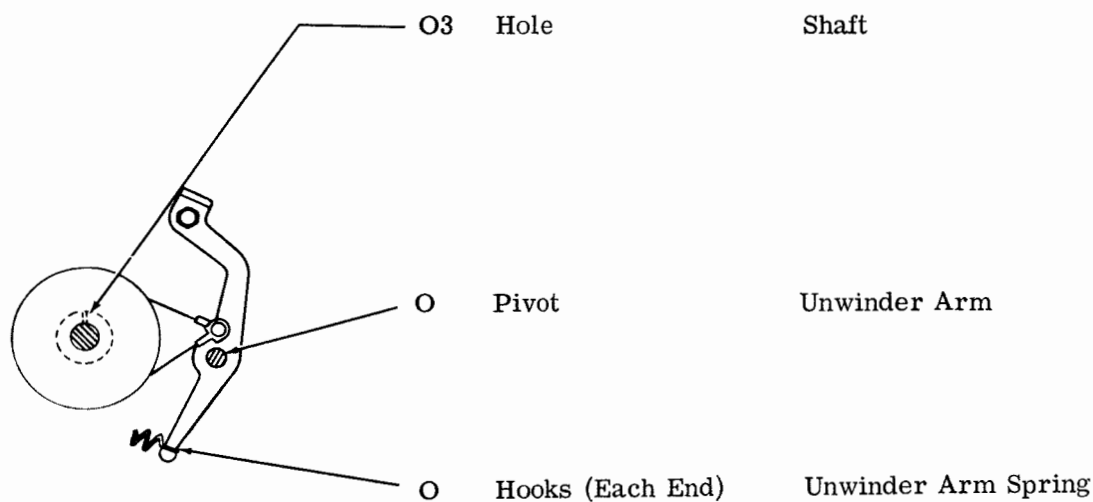 O3 Hole Shaft
O Pivot Unwinder Arm
O Hooks (Each End) Unwinder Arm Spring